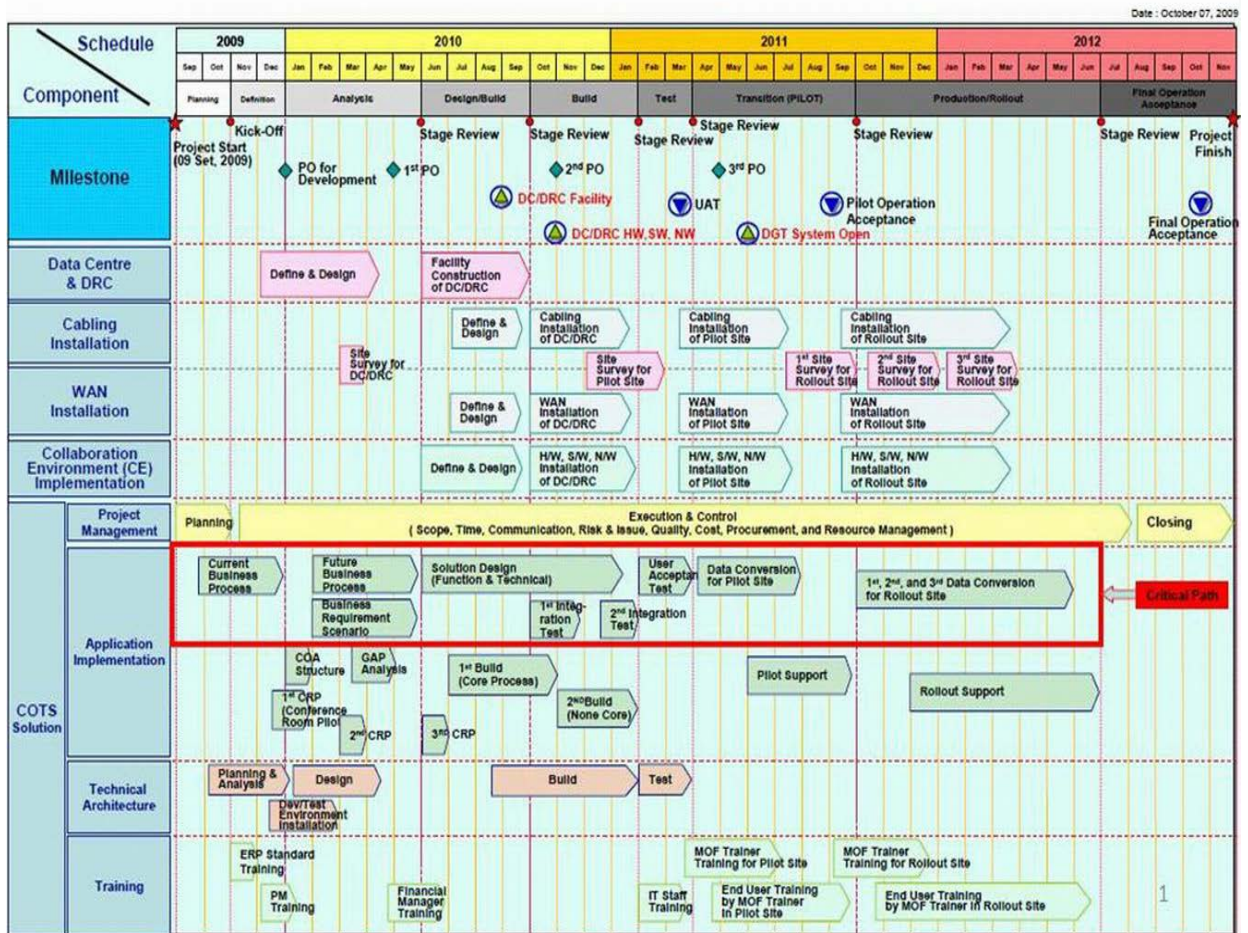 Date : October 07, 2009
Schedule
Component
2009
2010
2011
2012
Sep Oct Nov Dec Jan Feb Mar Apr May Jun Jul Aug Sep Oct Nov Dec Jan Feb Mar Apr May Jun Jul Aug Sep Oct Nov Dec Jan Feb Mar Apr May Jun Jul Aug Sep Oct Nov
Planning
Definition
Analysis
Design/Build
Build
Test
Transition (PILOT)
Production/Rollout
Final Operation
Acceptance
Milestone
Project Start
(09 Set, 2009)
Kick-Off
Stage Review
Stage Review
Stage Review
Stage Review
Stage Review
Stage Review
Project
Finish
PO for
Development
1st PO
2nd PO
3rd PO
DC/DRC Facility
UAT
Pilot Operation
Acceptance
DC/DRC HW,SW, NW
DGT System Open
Final Operation
Acceptance
Data Centre
& DRC
Define & Design
Facility
Construction
of DC/DRC
Cabling
Installation
Define &
Design
Cabling
Installation
of DC/DRC
Cabling
Installation
of Pilot Site
Cabling
Installation
of Rollout Site
Site
Survey for
DC/DRC
Site
Survey for
Pilot Site
1st Site
Survey for
Rollout Site
2nd Site
Survey for
Rollout Site
3rd Site
Survey for
Rollout Site
WAN
Installation
Define &
Design
WAN
Installation
of DC/DRC
WAN
Installation
of Pilot Site
WAN
Installation
of Rollout Site
Collaboration
Environment (CE)
Implementation
Define & Design
H/W, S/W, N/W
Installation
of DC/DRC
H/W, S/W, N/W
Installation
of Pilot Site
H/W, S/W, N/W
Installation
of Rollout Site
COTS
Solution
Project
Management
Planning
Execution & Control
( Scope, Time, Communication, Risk & Issue, Quality, Cost, Procurement, and Resource Management )
Closing
Application
Implementation
Current
Business
Process
Future
Business
Process
Solution Design
(Function & Technical)
User
Acceptan
Test
Data Conversion
for Pilot Site
1st, 2nd, and 3rd Data Conversion
for Rollout Site
Critical Path
Business
Requirement
Scenario
1st Integ-
ration
Test
2nd Integration
Test
COA
Structure
GAP
Analysis
1st Build
(Core Process)
Pilot Support
Rollout Support
1st CRP
(Conference
Room Pilot
2nd CRP
3rd CRP
2NDBuild
(None Core)
Technical
Architecture
Planning &
Analysis
Design
Build
Test
Dev/Test
Environment
Installation
Training
ERP Standard
Training
MOF Trainer
Training for Pilot Site
MOF Trainer
Training for Rollout Site
PM
Training
Financial
Manager
Training
IT Staff
Training
End User Training
by MOF Trainer
in Pilot Site
End User Training
by MOF Trainer in Rollout Site
1